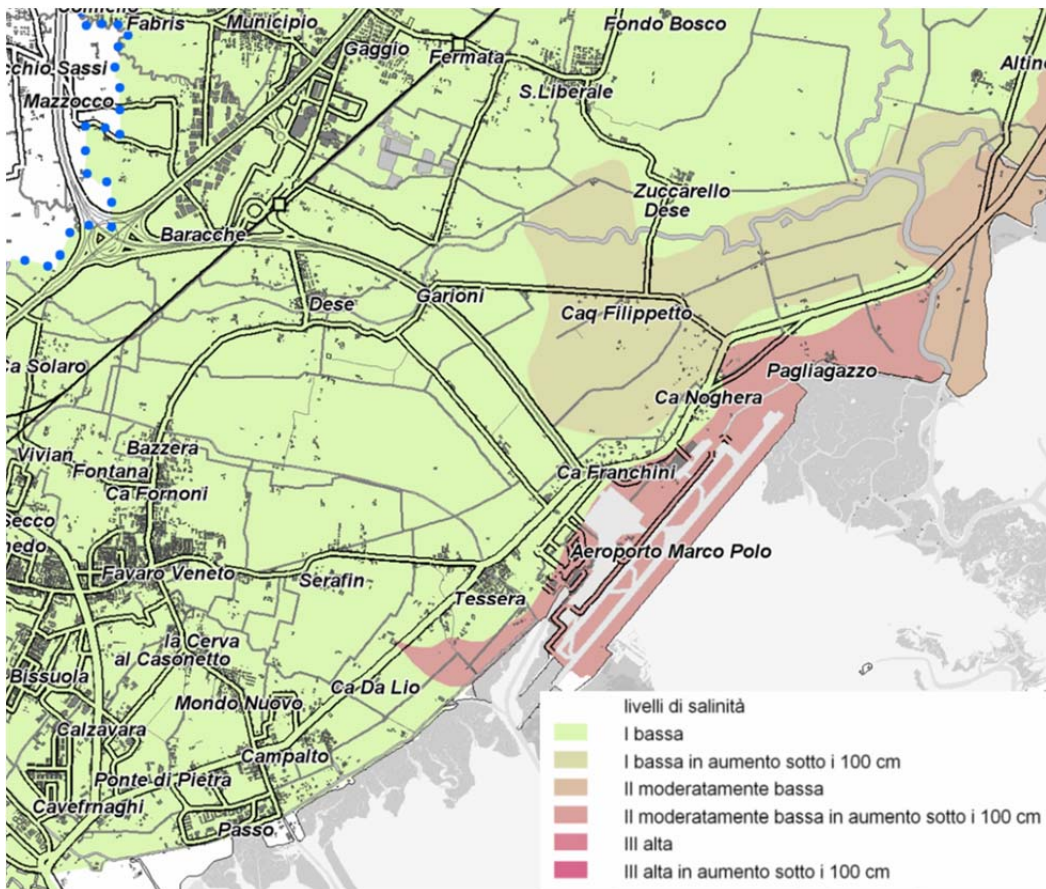 Fabris
Municipio
Fondo Bosco
Gaggio
Fermata
Altino
S.Liberale
Mazzocco
Zuccarello
Dese
Baracche
Garioni
Dese
Caq Filippetto
Ca Solaro
Pagliagazzo
Ca Noghera
Bazzera
Vivian
Fontana
Ca Franchini
Ca Fornoni
Secco
Aeroporto Marco Polo
Favaro Veneto
Serafin
Tessera
la Cerva
al Casonetto
Bissuola
Ca Da Lio
Mondo Nuovo
Calzavara
Campalto
Ponte di Pietra
Cavefrnaghi
Passo
livelli di salinità
I bassa
I bassa in aumento sotto i 100 cm
II moderatamente bassa
II moderatamente bassa in aumento sotto i 100 cm
III alta
III alta in aumento sotto i 100 cm